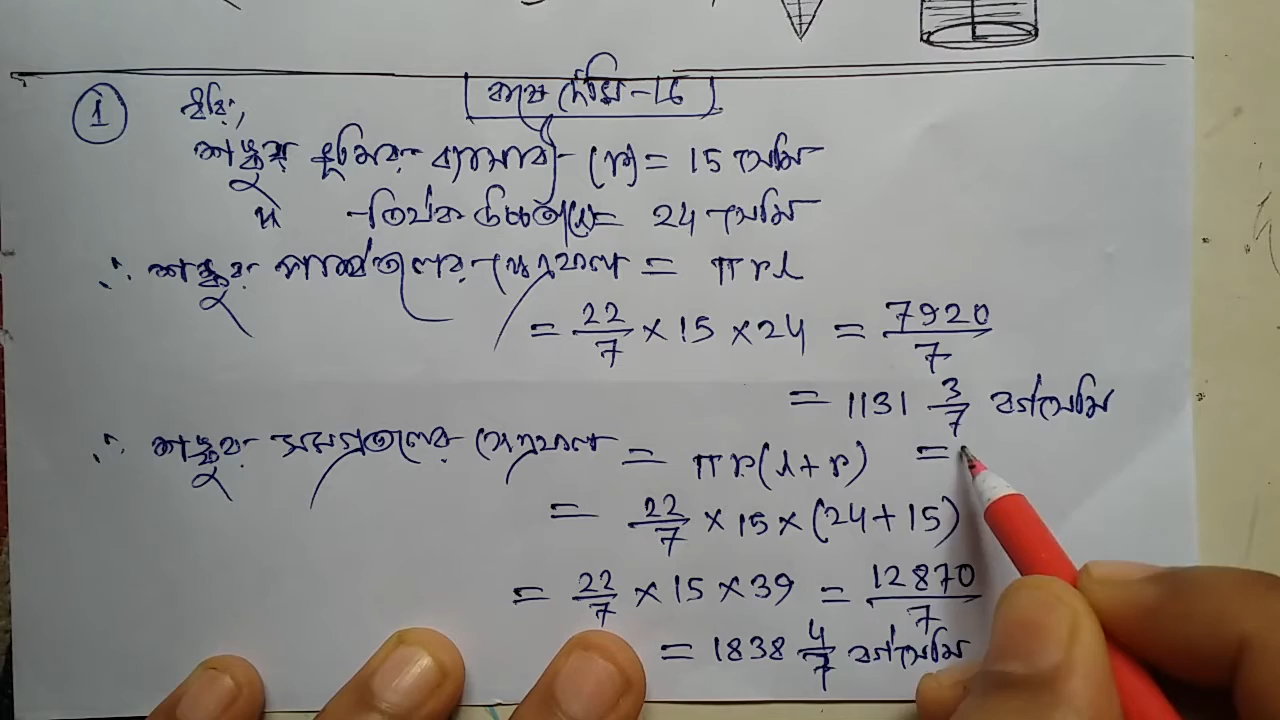 কষে দেখি-16
① ধরি,
শঙ্কুর ভূমির ব্যাসার্ধ (r) = 15 সেমি
ঐ তির্যক উচ্চতা (l) = 24 সেমি
∴ শঙ্কুর পার্শ্বতলের ক্ষেত্রফল = πrl
= 22/7 × 15 × 24 = 7920/7
= 1131 3/7 বর্গসেমি
∴ শঙ্কুর সমগ্রতলের ক্ষেত্রফল = πr(l+r) =
= 22/7 × 15 × (24+15)
= 22/7 × 15 × 39 = 12870/7
= 1838 4/7 বর্গসেমি